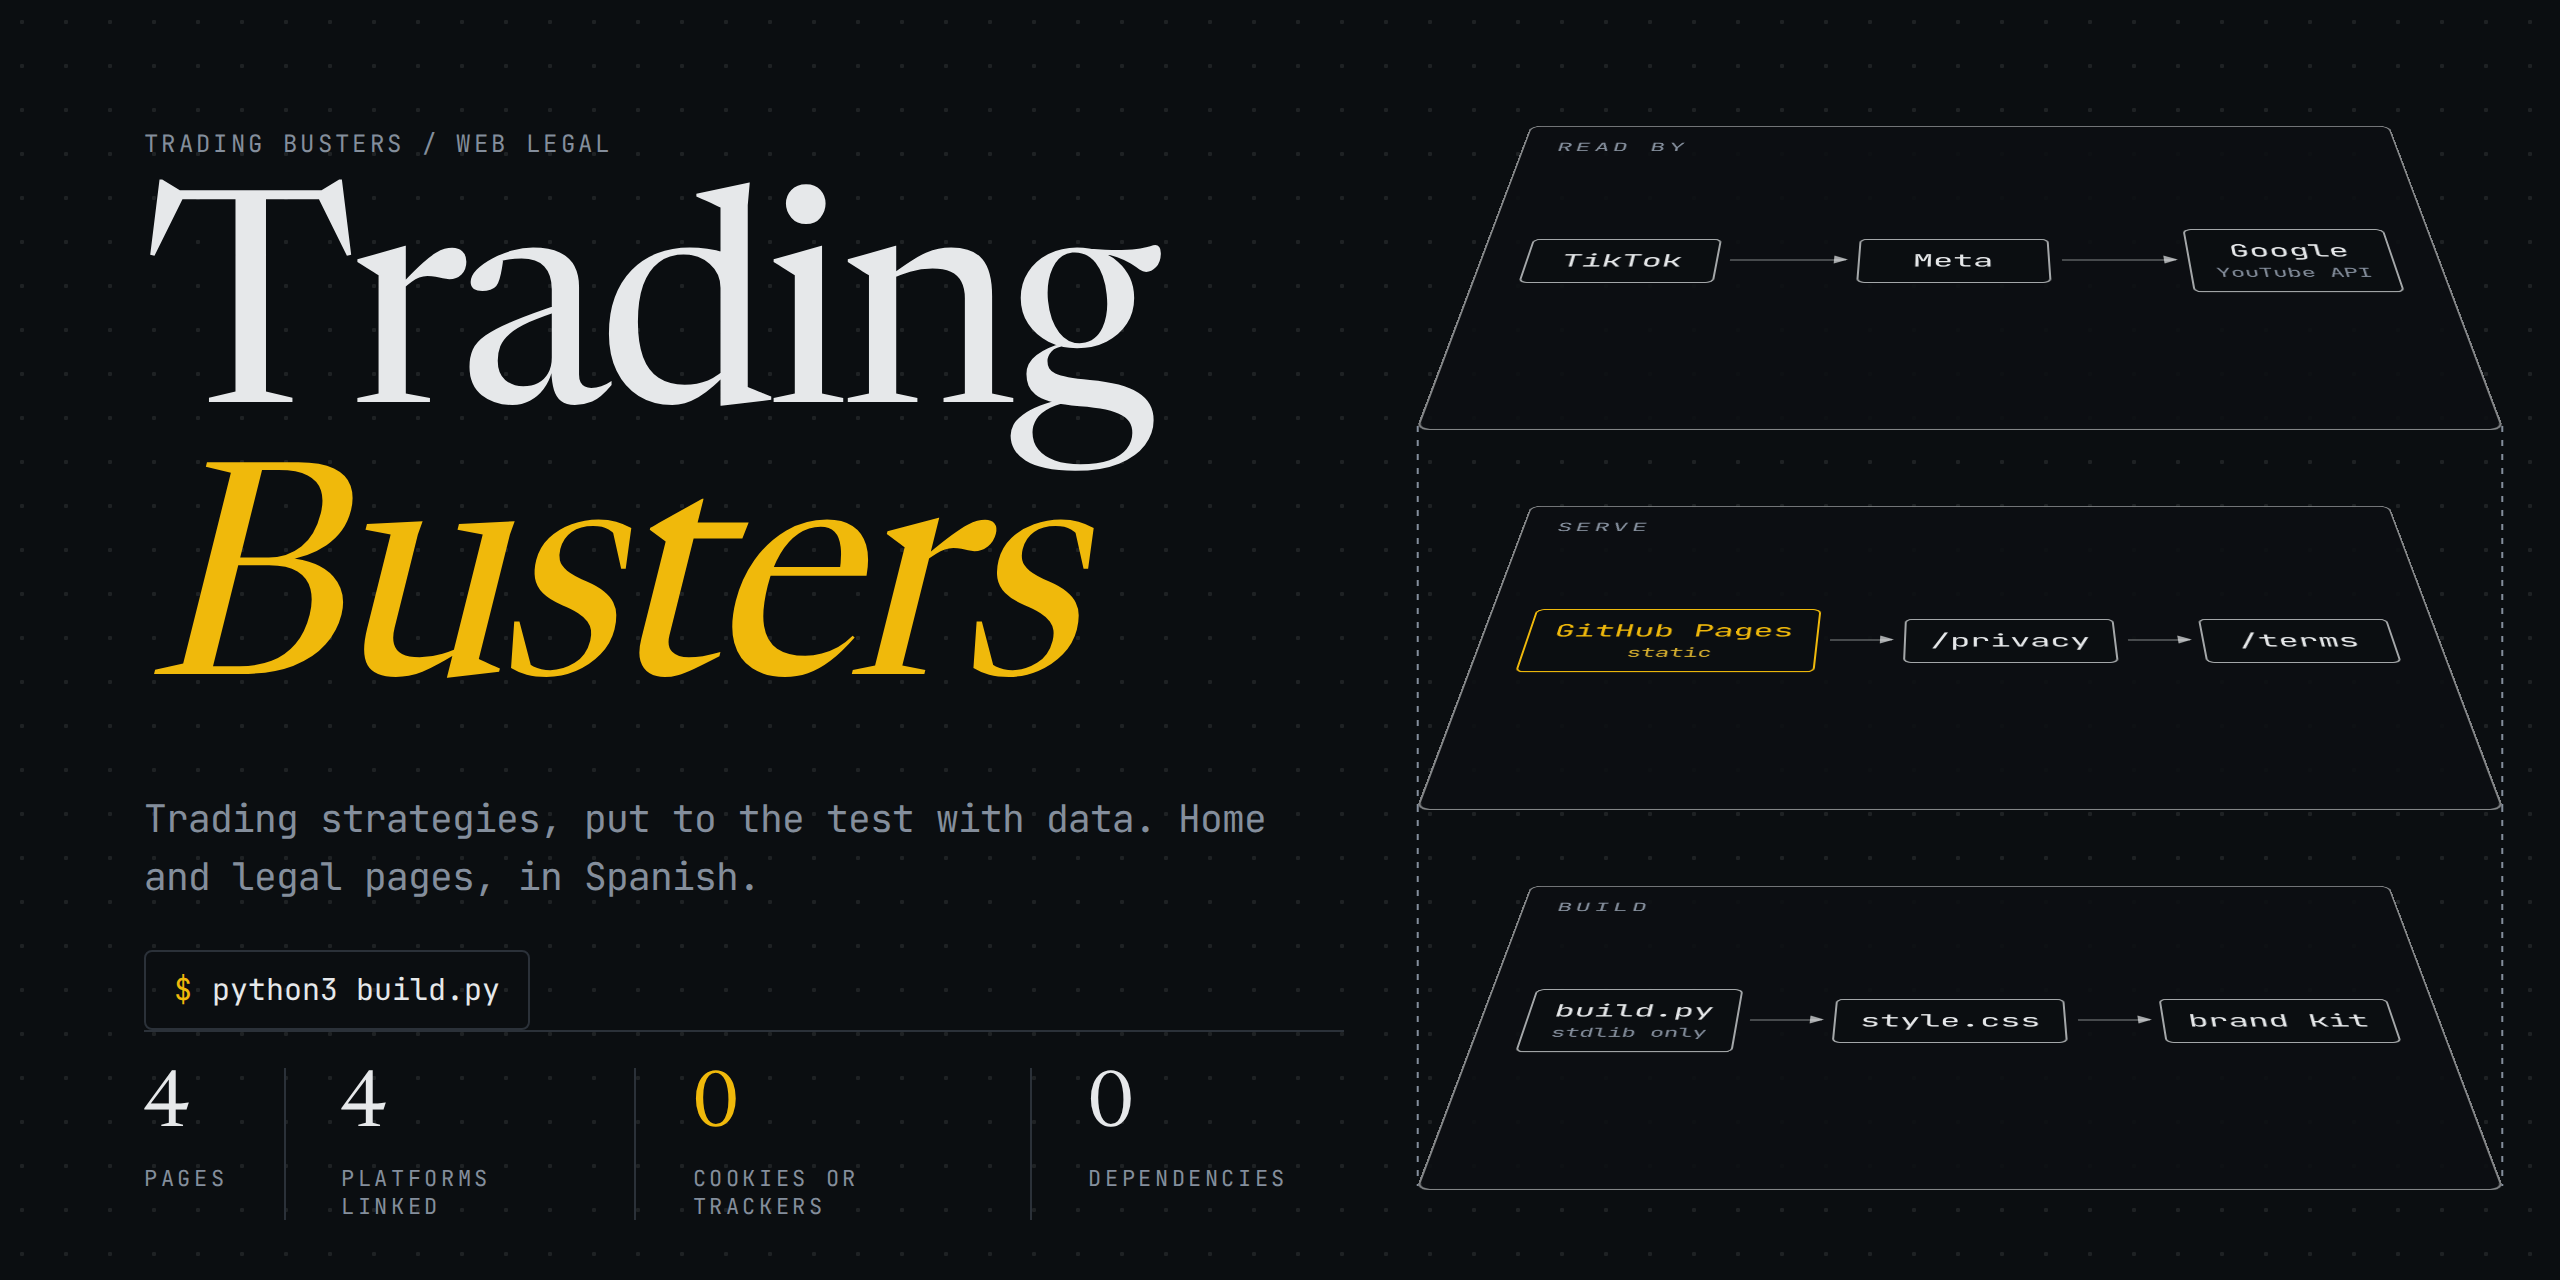 TRADING BUSTERS / WEB LEGAL
Trading
Busters
Trading strategies, put to the test with data. Home
and legal pages, in Spanish.
$ python3 build.py
4
PAGES
4
PLATFORMS
LINKED
0
COOKIES OR
TRACKERS
0
DEPENDENCIES
READ BY
TikTok
Meta
Google
YouTube API
SERVE
GitHub Pages
static
/privacy
/terms
BUILD
build.py
stdlib only
style.css
brand kit